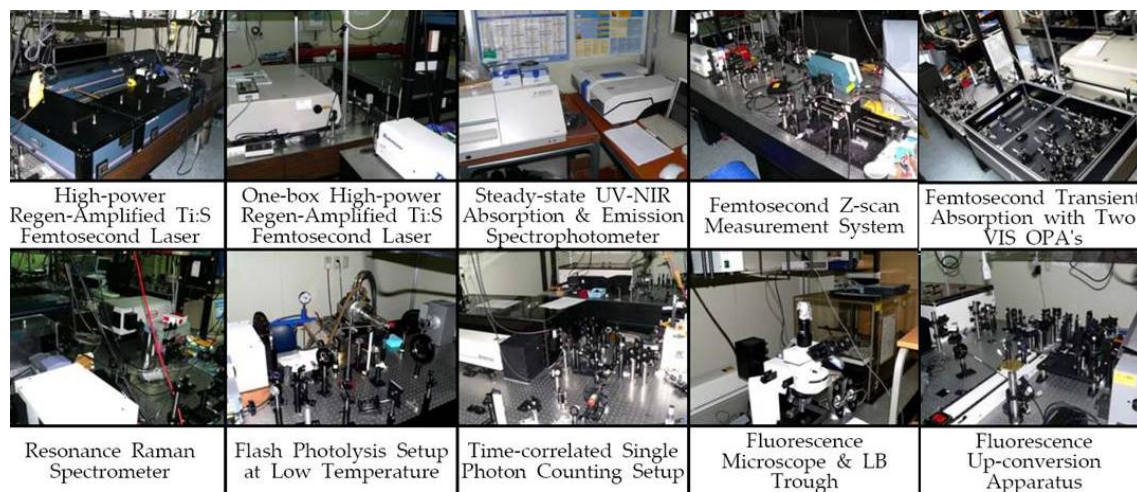 High-power
Regen-Amplified Ti:S
Femtosecond Laser
One-box High-power
Regen-Amplified Ti:S
Femtosecond Laser
Steady-state UV-NIR
Absorption & Emission
Spectrophotometer
Femtosecond Z-scan
Measurement System
Femtosecond Transient
Absorption with Two
VIS OPA's
Resonance Raman
Spectrometer
Flash Photolysis Setup
at Low Temperature
Time-correlated Single
Photon Counting Setup
Fluorescence
Microscope & LB
Trough
Fluorescence
Up-conversion
Apparatus